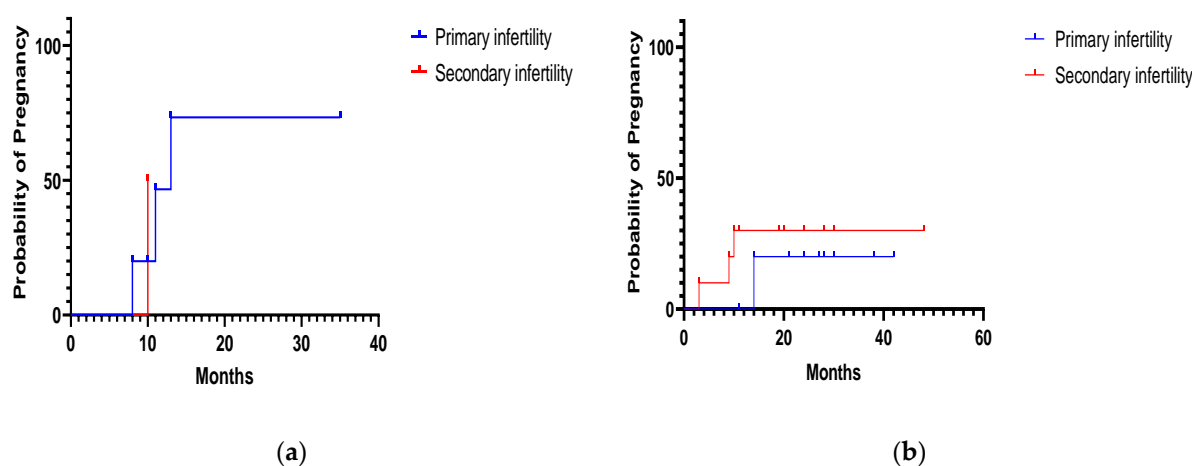 Probability of Pregnancy
100
50
0
0 10 20 30 40
Months
Primary infertility
Secondary infertility
(a)
Probability of Pregnancy
100
50
0
0 20 40 60
Months
Primary infertility
Secondary infertility
(b)